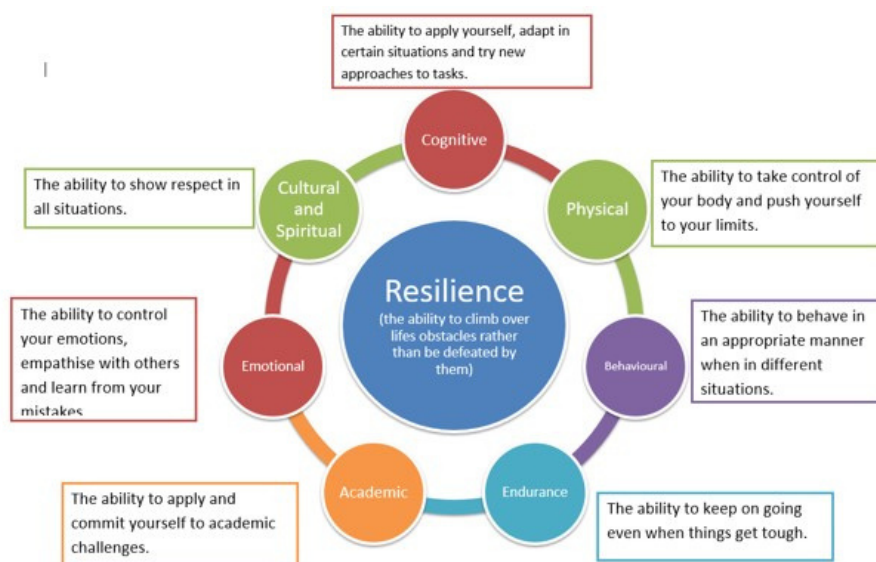 The ability to apply yourself, adapt in
certain situations and try new
approaches to tasks.
Cognitive
The ability to show respect in
all situations.
Cultural
and
Spiritual
Physical
The ability to take control of
your body and push yourself
to your limits.
Resilience
(the ability to climb over
lifes obstacles rather
than be defeated by
them)
The ability to control
your emotions,
empathise with others
and learn from your
mistakes
Emotional
Behavioural
The ability to behave in
an appropriate manner
when in different
situations.
Academic
Endurance
The ability to apply and
commit yourself to academic
challenges.
The ability to keep on going
even when things get tough.